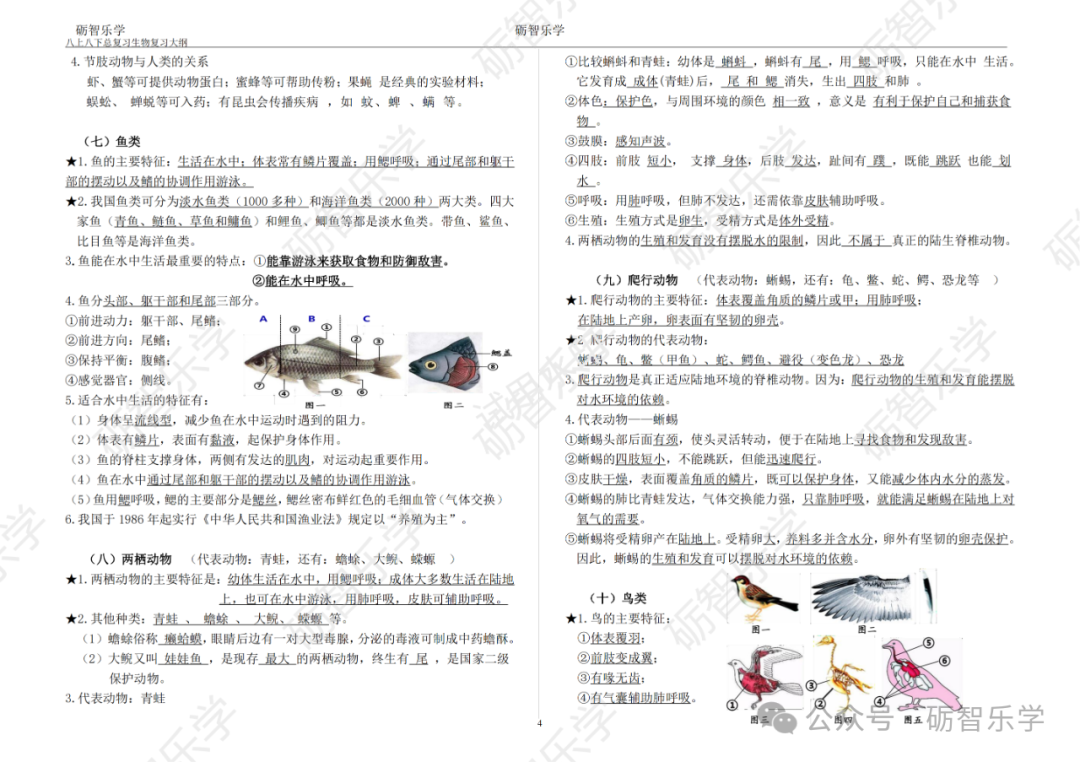 砺智乐学
砺智乐学
八上八下总复习生物复习大纲
4.节肢动物与人类的关系
虾、蟹等可提供动物蛋白；蜜蜂等可帮助传粉；果蝇 是经典的实验材料；
蜈蚣、 蝉蜕等可入药；有昆虫会传播疾病 ，如 蚊、蜱 、螨 等。
（七）鱼类
★1.鱼的主要特征：生活在水中；体表常有鳞片覆盖；用鳃呼吸；通过尾部和躯干
部的摆动以及鳍的协调作用游泳。
★2.我国鱼类可分为淡水鱼类（1000 多种）和海洋鱼类（2000 种）两大类。四大
家鱼（青鱼、鲢鱼、草鱼和鳙鱼）和鲤鱼、鲫鱼等都是淡水鱼类。带鱼、鲨鱼、
比目鱼等是海洋鱼类。
3.鱼能在水中生活最重要的特点：①能靠游泳来获取食物和防御敌害。
②能在水中呼吸。
4.鱼分头部、躯干部和尾部三部分。
①前进动力：躯干部、尾鳍；
②前进方向：尾鳍；
③保持平衡：腹鳍；
④感觉器官：侧线。
A B C
⑨ ① ② ③
⑦ ④ ⑤ ⑥
图一
鳃盖
⑧
图二
5.适合水中生活的特征有：
（1）身体呈流线型，减少鱼在水中运动时遇到的阻力。
（2）体表有鳞片，表面有黏液，起保护身体作用。
（3）鱼的脊柱支撑身体，两侧有发达的肌肉，对运动起重要作用。
（4）鱼在水中通过尾部和躯干部的摆动以及鳍的协调作用游泳。
（5）鱼用鳃呼吸，鳃的主要部分是鳃丝，鳃丝密布鲜红色的毛细血管（气体交换）
6.我国于 1986 年起实行《中华人民共和国渔业法》规定以“养殖为主”。
（八）两栖动物 （代表动物：青蛙，还有：蟾蜍、大鲵、蝾螈 ）
★1.两栖动物的主要特征是：幼体生活在水中，用鳃呼吸；成体大多数生活在陆地
上，也可在水中游泳，用肺呼吸，皮肤可辅助呼吸。
★2.其他种类：青蛙 、 蟾蜍 、 大鲵、 蝾螈 等。
（1）蟾蜍俗称 癞蛤蟆，眼睛后边有一对大型毒腺，分泌的毒液可制成中药蟾酥。
（2）大鲵又叫 娃娃鱼 ，是现存 最大 的两栖动物，终生有 尾 ，是国家二级
保护动物。
3.代表动物：青蛙
①比较蝌蚪和青蛙：幼体是 蝌蚪 ，蝌蚪有 尾 ，用 鳃 呼吸，只能在水中 生活。
它发育成 成体(青蛙)后， 尾 和 鳃 消失，生出 四肢 和肺 。
②体色：保护色，与周围环境的颜色 相一致 ，意义是 有利于保护自己和捕获食
物 。
③鼓膜：感知声波。
④四肢：前肢 短小， 支撑 身体，后肢 发达，趾间有 蹼 ，既能 跳跃 也能 划
水 。
⑤呼吸：用肺呼吸，但肺不发达，还需依靠皮肤辅助呼吸。
⑥生殖：生殖方式是卵生，受精方式是体外受精。
4.两栖动物的生殖和发育没有摆脱水的限制，因此 不属于 真正的陆生脊椎动物。
（九）爬行动物 （代表动物：蜥蜴，还有：龟、鳖、蛇、鳄、恐龙等 ）
★1.爬行动物的主要特征：体表覆盖角质的鳞片或甲；用肺呼吸；
在陆地上产卵，卵表面有坚韧的卵壳。
★2 爬行动物的代表动物：
蜥蜴、龟、鳖（甲鱼）、蛇、鳄鱼、避役（变色龙）、恐龙
3.爬行动物是真正适应陆地环境的脊椎动物。因为：爬行动物的生殖和发育能摆脱
对水环境的依赖。
4.代表动物——蜥蜴
①蜥蜴头部后面有颈，使头灵活转动，便于在陆地上寻找食物和发现敌害。
②蜥蜴的四肢短小，不能跳跃，但能迅速爬行。
③皮肤干燥，表面覆盖角质的鳞片，既可以保护身体，又能减少体内水分的蒸发。
④蜥蜴的肺比青蛙发达，气体交换能力强，只靠肺呼吸，就能满足蜥蜴在陆地上对
氧气的需要。
⑤蜥蜴将受精卵产在陆地上。受精卵大，养料多并含水分，卵外有坚韧的卵壳保护。
因此，蜥蜴的生殖和发育可以摆脱对水环境的依赖。
（十）鸟类
★1.鸟的主要特征：
①体表覆羽；
②前肢变成翼；
③有喙无齿；
④有气囊辅助肺呼吸。
图一
图二
① 图三
③ ② 图四
⑤ ⑥ ④ 图五
4
公众号 · 砺智乐学